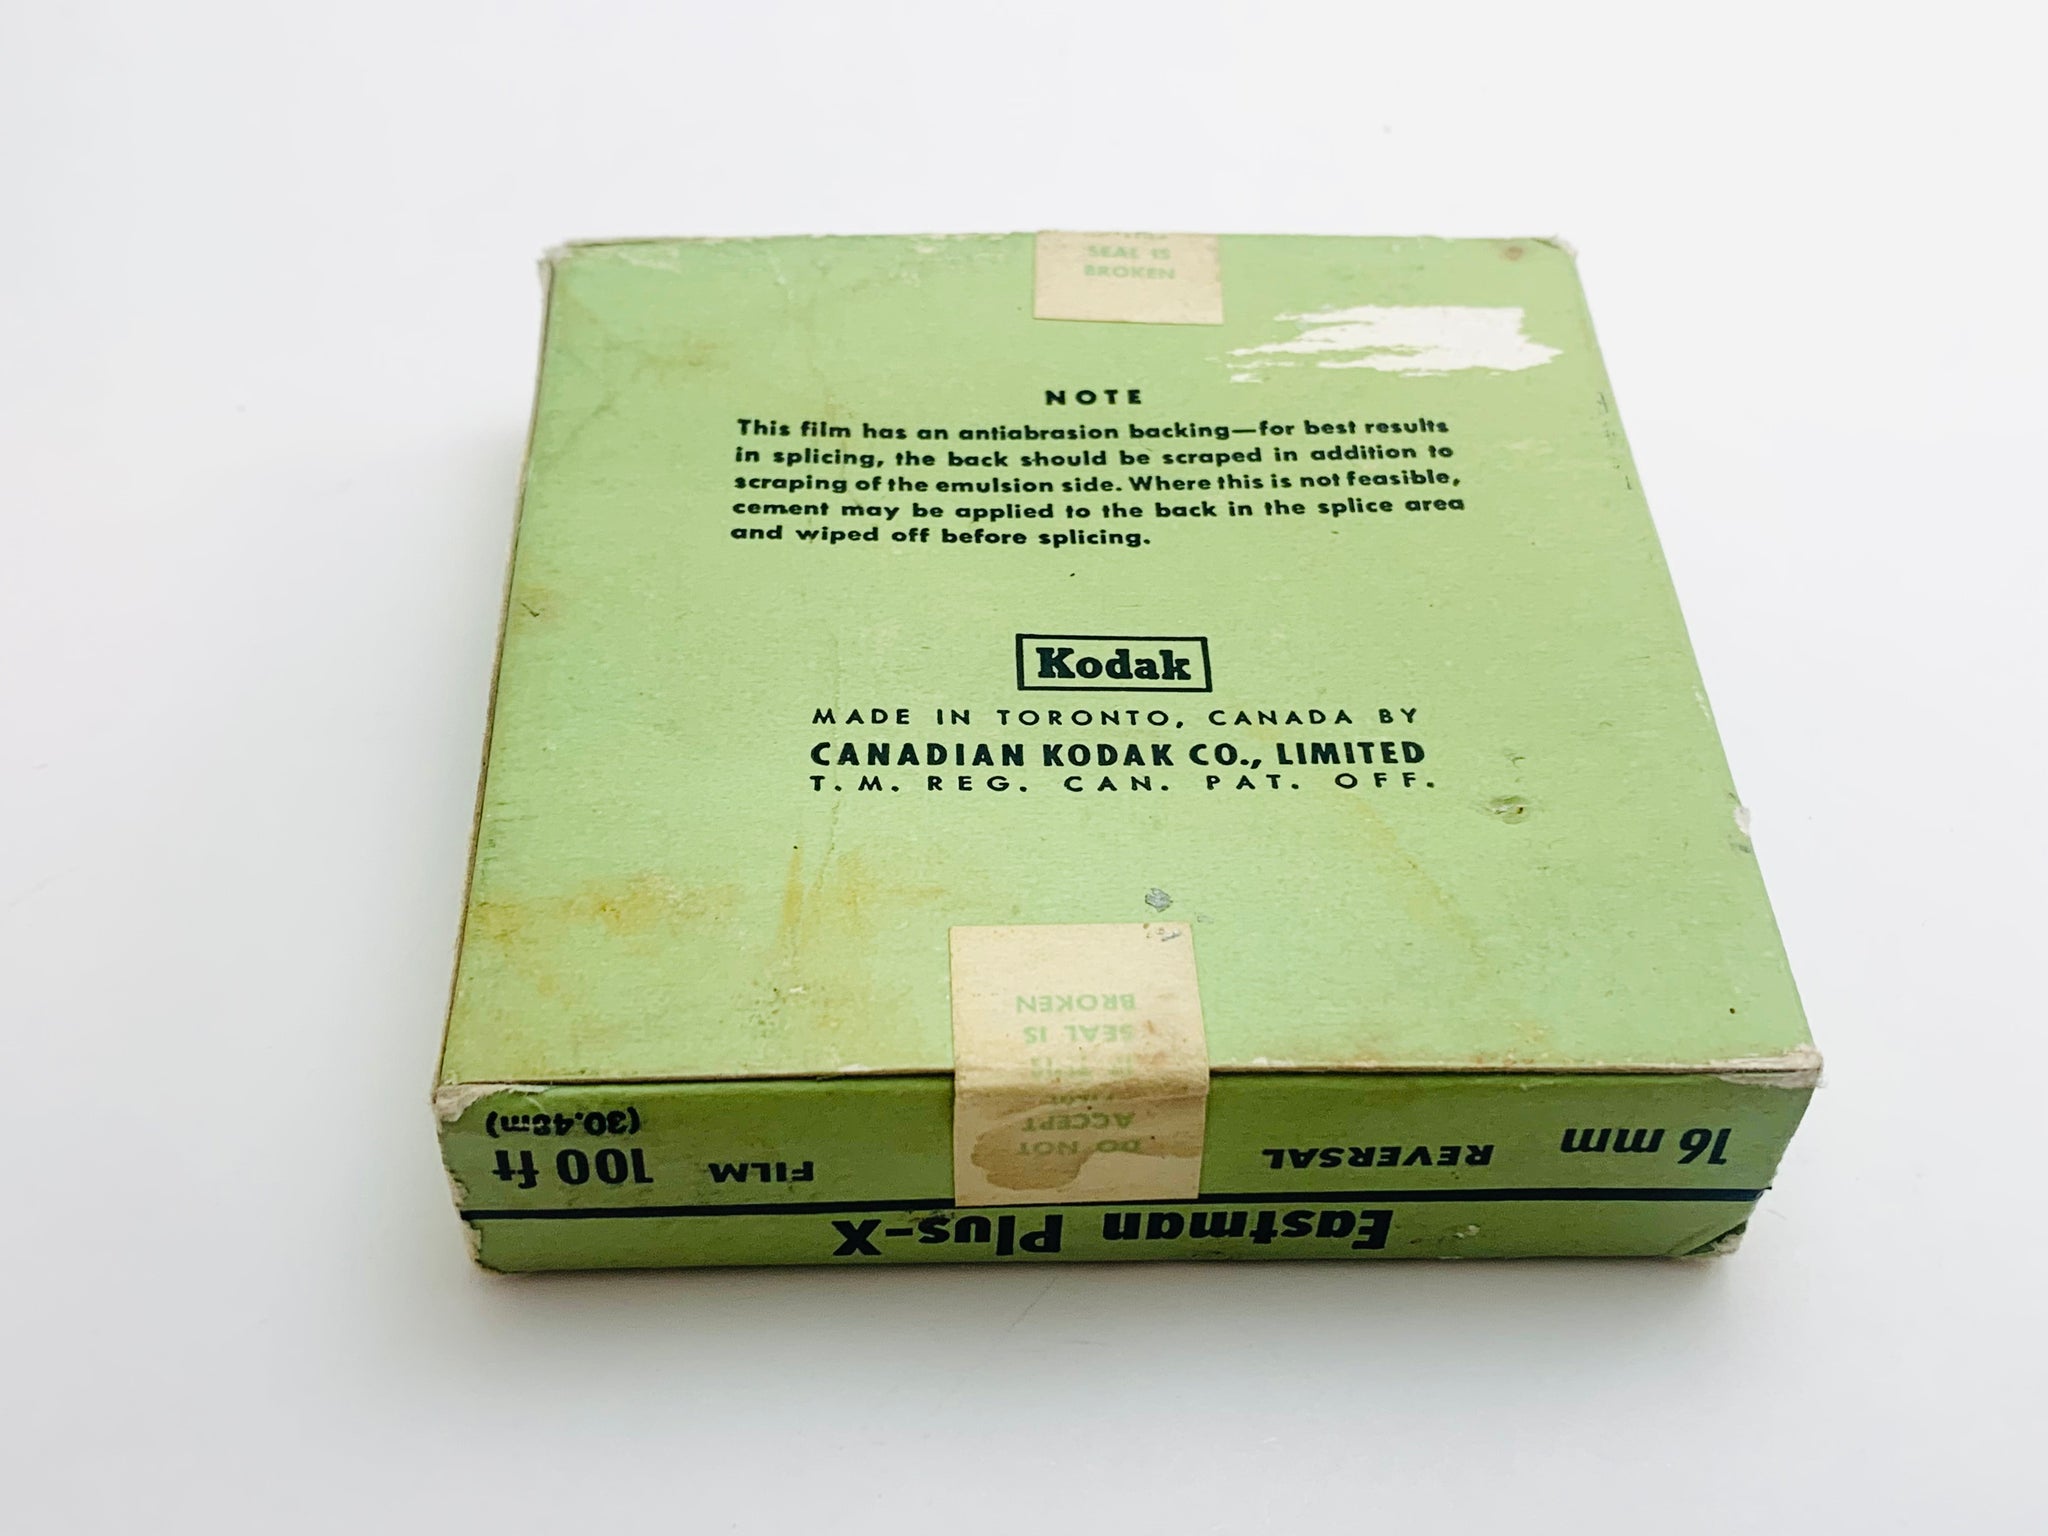 SEAL IS
BROKEN
NOTE
This film has an antiabrasion backing—for best results
in splicing, the back should be scraped in addition to
scraping of the emulsion side. Where this is not feasible,
cement may be applied to the back in the splice area
and wiped off before splicing.
Kodak
MADE IN TORONTO, CANADA BY
CANADIAN KODAK CO., LIMITED
T. M. REG. CAN. PAT. OFF.
DO NOT
ACCEPT
IF THIS
SEAL IS
BROKEN
Eastman Plus-X
16 mm REVERSAL FILM 100 ft
(30.48m)